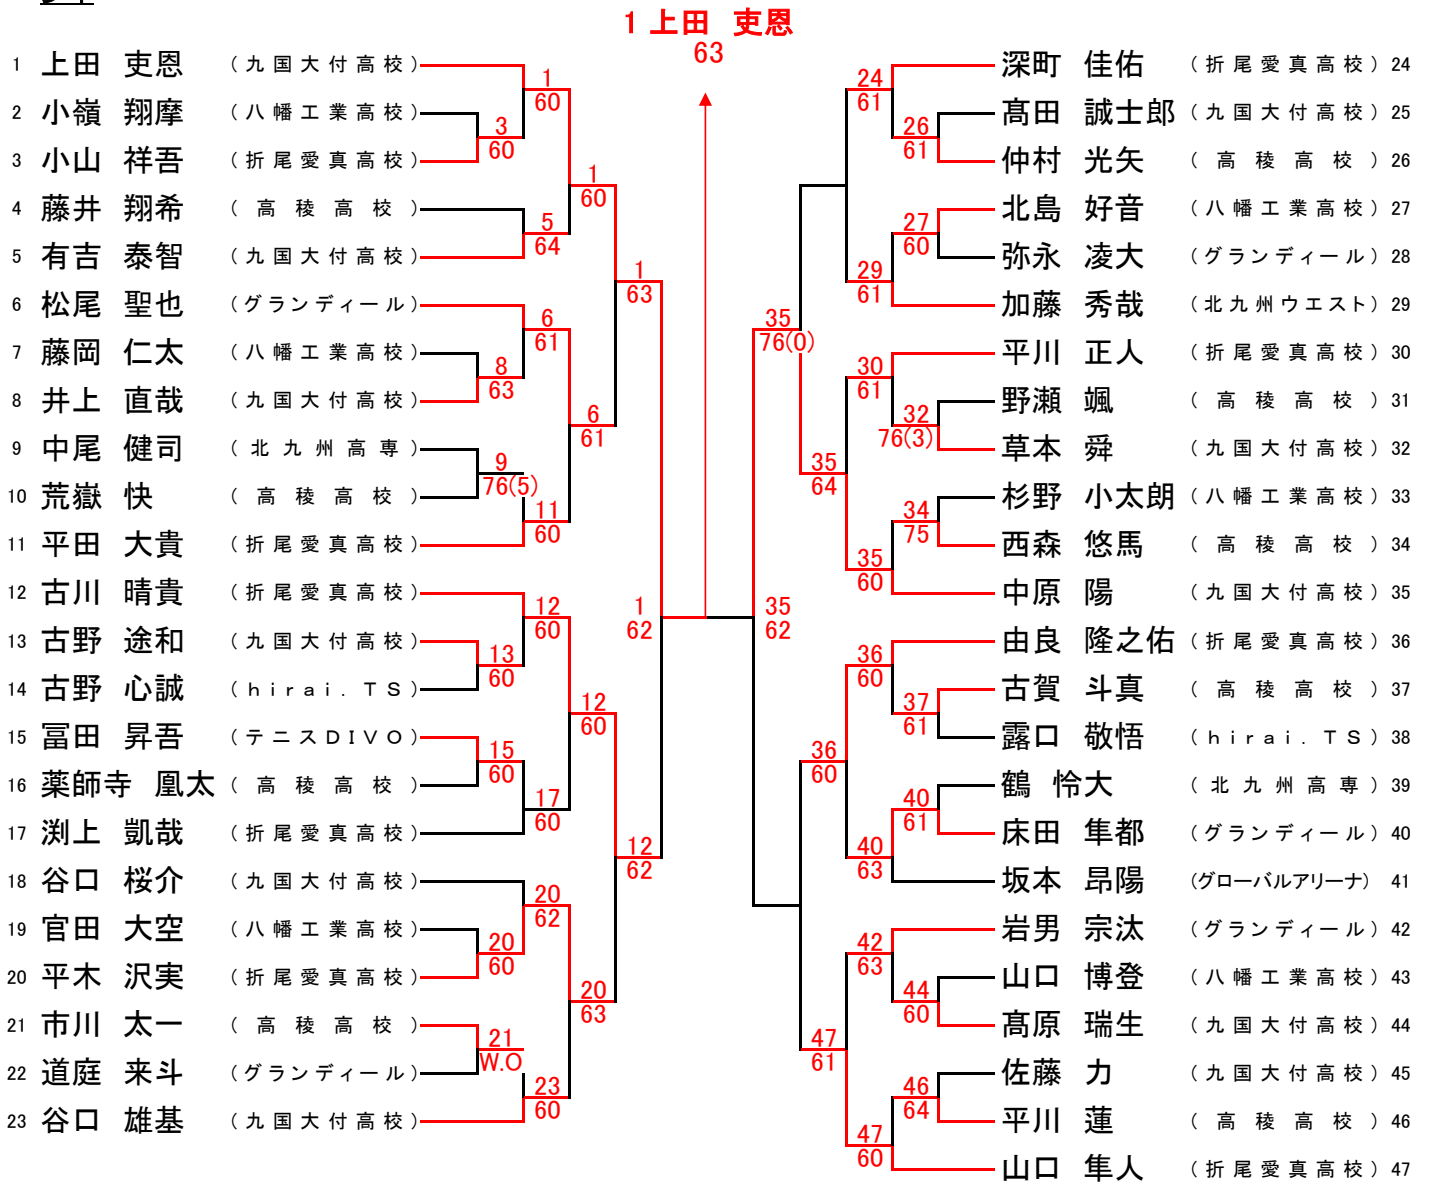 1 上田 吏恩
63
1 上田 吏恩 (九国大付高校)
2 小嶺 翔摩 (八幡工業高校)
3 小山 祥吾 (折尾愛真高校)
4 藤井 翔希 (高稜高校)
5 有吉 泰智 (九国大付高校)
6 松尾 聖也 (グランディール)
7 藤岡 仁太 (八幡工業高校)
8 井上 直哉 (九国大付高校)
9 中尾 健司 (北九州高専)
10 荒嶽 快 (高稜高校)
11 平田 大貴 (折尾愛真高校)
12 古川 晴貴 (折尾愛真高校)
13 古野 途和 (九国大付高校)
14 古野 心誠 (hirai.TS)
15 冨田 昇吾 (テニスDIVO)
16 薬師寺 凰太 (高稜高校)
17 渕上 凱哉 (折尾愛真高校)
18 谷口 桜介 (九国大付高校)
19 官田 大空 (八幡工業高校)
20 平木 沢実 (折尾愛真高校)
21 市川 太一 (高稜高校)
22 道庭 来斗 (グランディール)
23 谷口 雄基 (九国大付高校)
3
60
8
63
9
76(5)
13
60
15
60
20
60
21
W.O
1
60
5
64
6
61
11
60
12
60
17
60
20
62
23
60
1
60
6
61
12
60
20
63
1
63
12
62
1
62
35
62
35
76(0)
36
60
47
61
35
64
24
61
29
61
30
61
35
60
36
60
40
63
42
63
47
60
26
61
27
60
32
76(3)
34
75
37
61
40
61
44
60
46
64
深町 佳佑 (折尾愛真高校) 24
髙田 誠士郎 (九国大付高校) 25
仲村 光矢 (高稜高校) 26
北島 好音 (八幡工業高校) 27
弥永 凌大 (グランディール) 28
加藤 秀哉 (北九州ウエスト) 29
平川 正人 (折尾愛真高校) 30
野瀬 颯 (高稜高校) 31
草本 舜 (九国大付高校) 32
杉野 小太朗 (八幡工業高校) 33
西森 悠馬 (高稜高校) 34
中原 陽 (九国大付高校) 35
由良 隆之佑 (折尾愛真高校) 36
古賀 斗真 (高稜高校) 37
露口 敬悟 (hirai.TS) 38
鶴 怜大 (北九州高専) 39
床田 隼都 (グランディール) 40
坂本 昂陽 (グローバルアリーナ) 41
岩男 宗汰 (グランディール) 42
山口 博登 (八幡工業高校) 43
髙原 瑞生 (九国大付高校) 44
佐藤 力 (九国大付高校) 45
平川 蓮 (高稜高校) 46
山口 隼人 (折尾愛真高校) 47